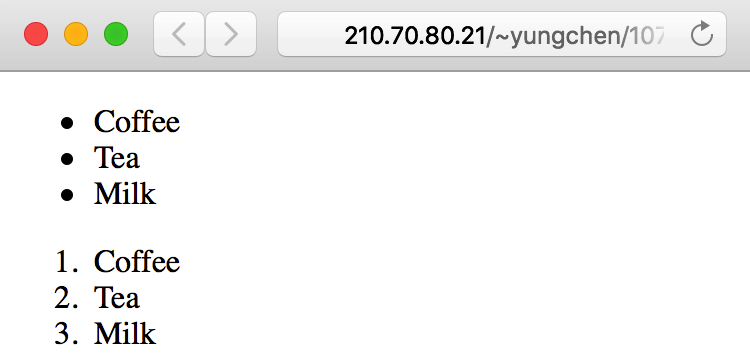 210.70.80.21/~yungchen/107
• Coffee
• Tea
• Milk
1. Coffee
2. Tea
3. Milk